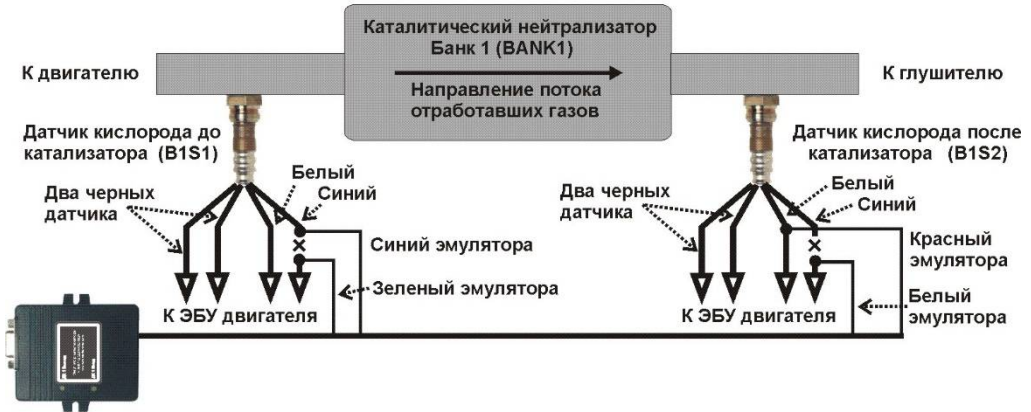 Каталитический нейтрализатор
Банк 1 (BANK1)
К двигателю
К глушителю
Направление потока
отработавших газов
Датчик кислорода до
катализатора (B1S1)
Датчик кислорода после
катализатора (B1S2)
Два черных
датчика
Белый
Синий
Два черных
датчика
Белый
Синий
Синий эмулятора
Красный
эмулятора
Зеленый эмулятора
Белый
эмулятора
К ЭБУ двигателя
К ЭБУ двигателя